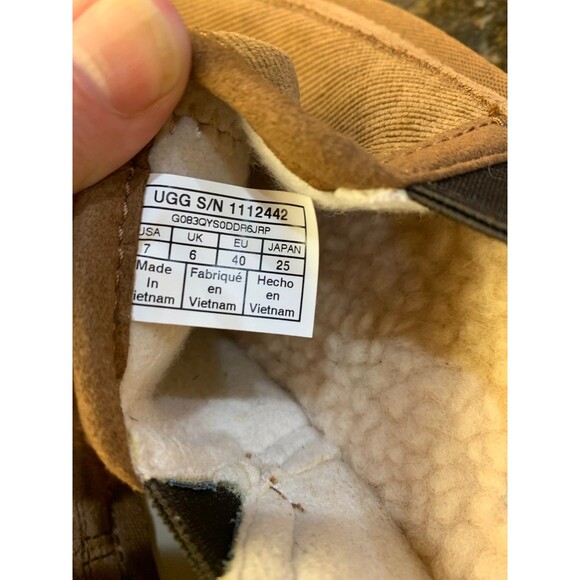 UGG S/N 1112442
G083QYS0DDR6JRP
USA UK EU JAPAN
7 6 40 25
Made Fabriqué Hecho
In en en
Vietnam Vietnam Vietnam